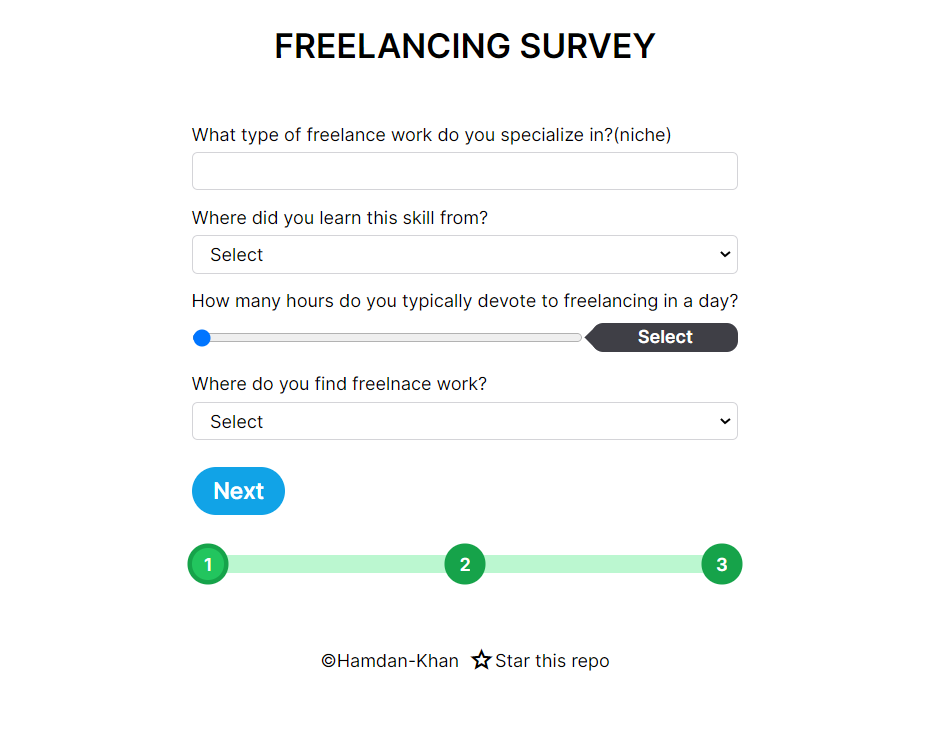 FREELANCING SURVEY
What type of freelance work do you specialize in?(niche)
Where did you learn this skill from?
Select
How many hours do you typically devote to freelancing in a day?
Select
Where do you find freelnace work?
Select
Next
1 2 3
©Hamdan-Khan Star this repo